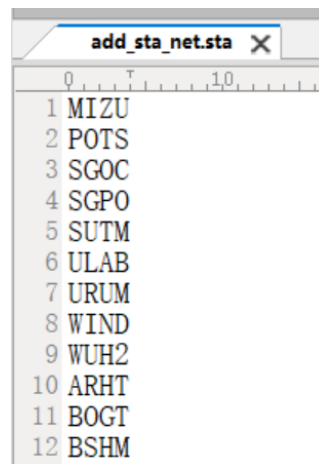 add_sta_net.sta
0 10
1 MIZU
2 POTS
3 SGOC
4 SGPO
5 SUTM
6 ULAB
7 URUM
8 WIND
9 WUH2
10 ARHT
11 BOGT
12 BSHM